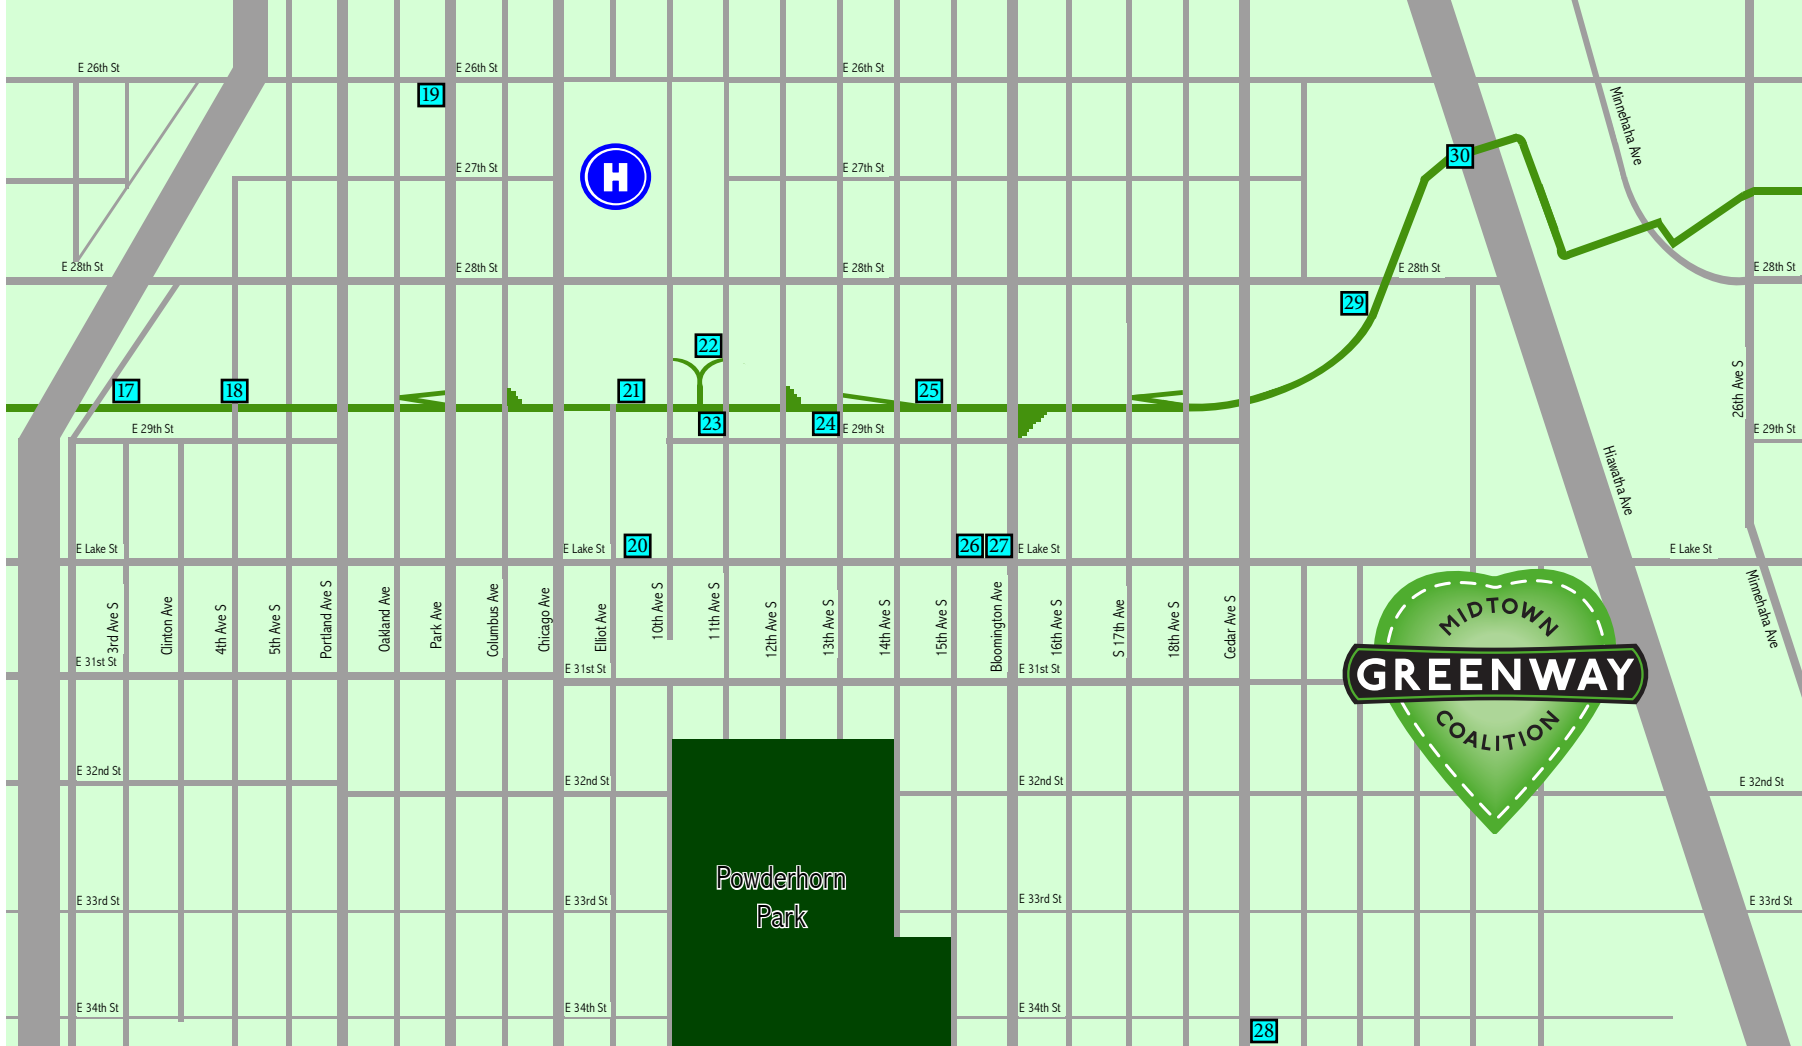 E 26th St
E 26th St
E 26th St
19
Minnehaha Ave
30
E 27th St
E 27th St
H
E 28th St
E 28th St
E 28th St
E 28th St
E 28th St
29
22
17
18
21
25
26th Ave S
23
24
E 29th St
E 29th St
E 29th St
Hiawatha Ave
E Lake St
E Lake St
20
26
27
E Lake St
E Lake St
3rd Ave S
Clinton Ave
4th Ave S
5th Ave S
Portland Ave S
Oakland Ave
Park Ave
Columbus Ave
Chicago Ave
Elliot Ave
10th Ave S
11th Ave S
12th Ave S
13th Ave S
14th Ave S
15th Ave S
Bloomington Ave
16th Ave S
S 17th Ave
18th Ave S
Cedar Ave S
Minnehaha Ave
MIDTOWN
GREENWAY
COALITION
E 31st St
E 31st St
E 31st St
E 32nd St
E 32nd St
E 32nd St
E 32nd St
Powderhorn
Park
E 33rd St
E 33rd St
E 33rd St
E 33rd St
E 34th St
E 34th St
E 34th St
28